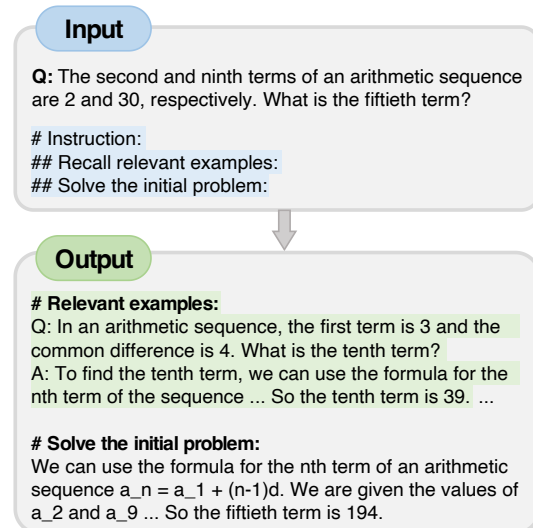 Input
Q: The second and ninth terms of an arithmetic sequence
are 2 and 30, respectively. What is the fiftieth term?
# Instruction:
## Recall relevant examples:
## Solve the initial problem:
Output
# Relevant examples:
Q: In an arithmetic sequence, the first term is 3 and the
common difference is 4. What is the tenth term?
A: To find the tenth term, we can use the formula for the
nth term of the sequence ... So the tenth term is 39. ...
# Solve the initial problem:
We can use the formula for the nth term of an arithmetic
sequence a_n = a_1 + (n-1)d. We are given the values of
a_2 and a_9 ... So the fiftieth term is 194.